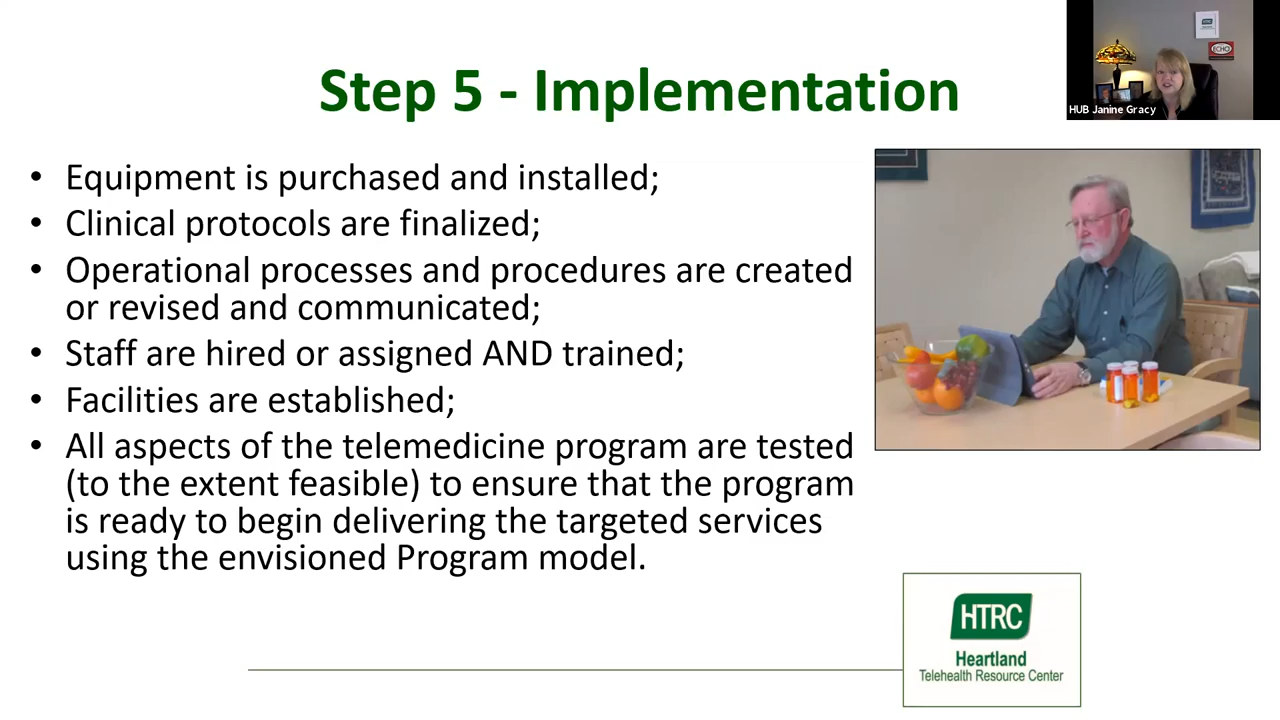 Step 5 - Implementation
ECHO
HUB Janine Gracy
• Equipment is purchased and installed;
• Clinical protocols are finalized;
• Operational processes and procedures are created
or revised and communicated;
• Staff are hired or assigned AND trained;
• Facilities are established;
• All aspects of the telemedicine program are tested
(to the extent feasible) to ensure that the program
is ready to begin delivering the targeted services
using the envisioned Program model.
HTRC
Heartland
Telehealth Resource Center